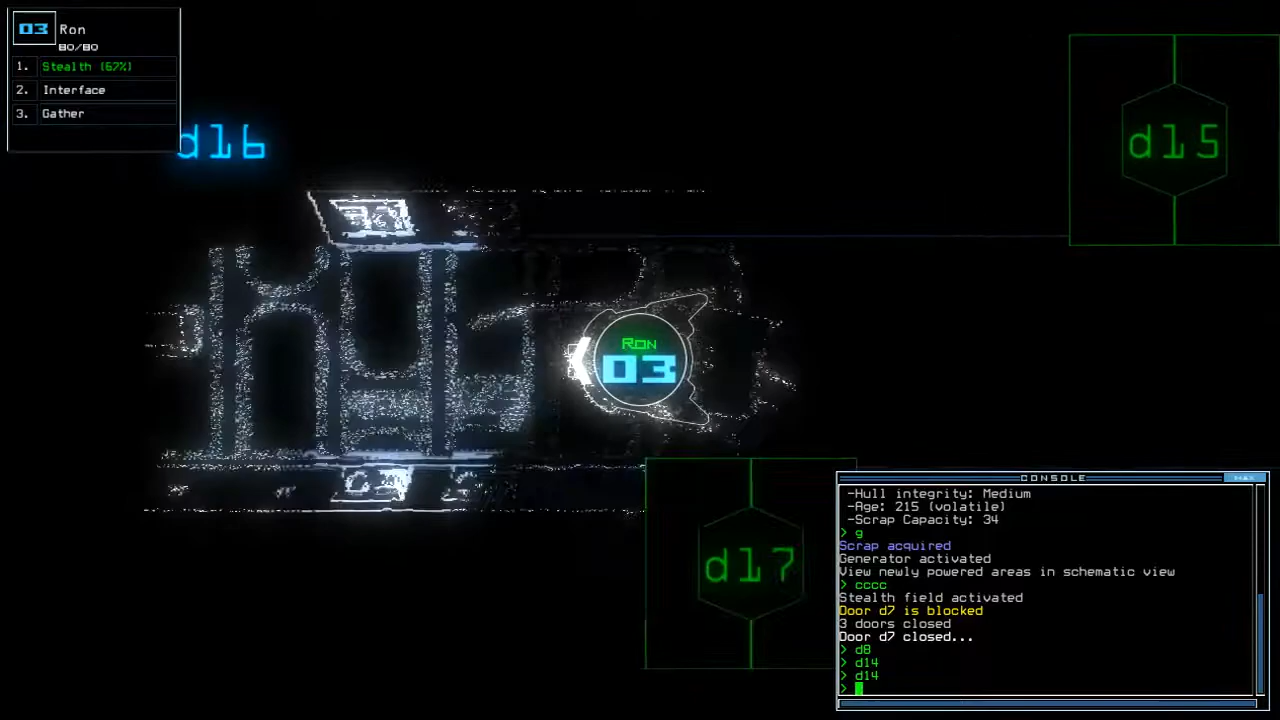 03 Ron
80/80
1. Stealth (67%)
2. Interface
3. Gather
d16
d15
Ron
03
d17
CONSOLE
MAX
-Hull integrity: Medium
-Age: 215 (volatile)
-Scrap Capacity: 34
> g
Scrap acquired
Generator activated
View newly powered areas in schematic view
> cccc
Stealth field activated
Door d7 is blocked
3 doors closed
Door d7 closed...
> d8
> d14
> d14
>